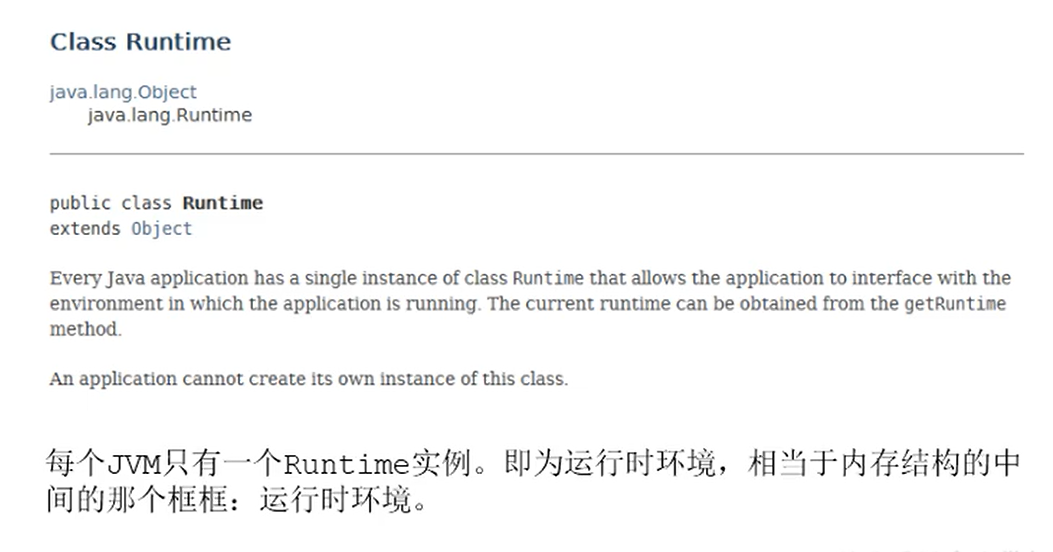 Class Runtime
java.lang.Object
java.lang.Runtime
public class Runtime
extends Object
Every Java application has a single instance of class Runtime that allows the application to interface with the
environment in which the application is running. The current runtime can be obtained from the getRuntime
method.
An application cannot create its own instance of this class.
每个JVM只有一个Runtime实例。即为运行时环境，相当于内存结构的中
间的那个框框：运行时环境。